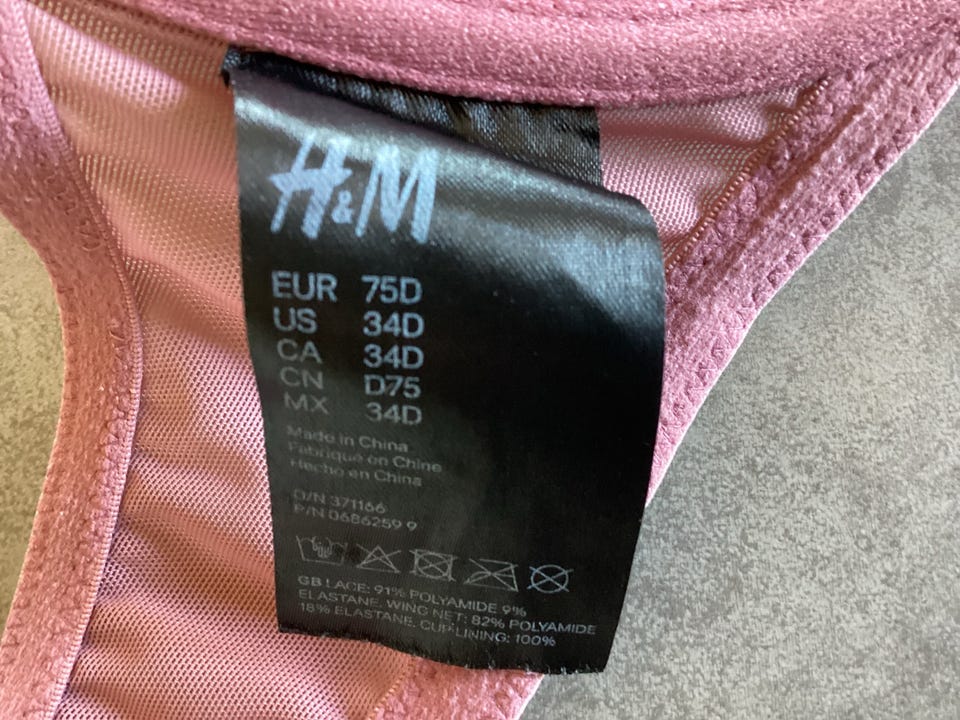 H&M
EUR 75D
US 34D
CA 34D
CN D75
MX 34D
Made in China
Fabriqué en Chine
Hecho en China
O/N 371166
P/N 0686259 9
GB LACE: 91% POLYAMIDE 9%
ELASTANE, WING NET: 82% POLYAMIDE
18% ELASTANE, CUP LINING: 100%